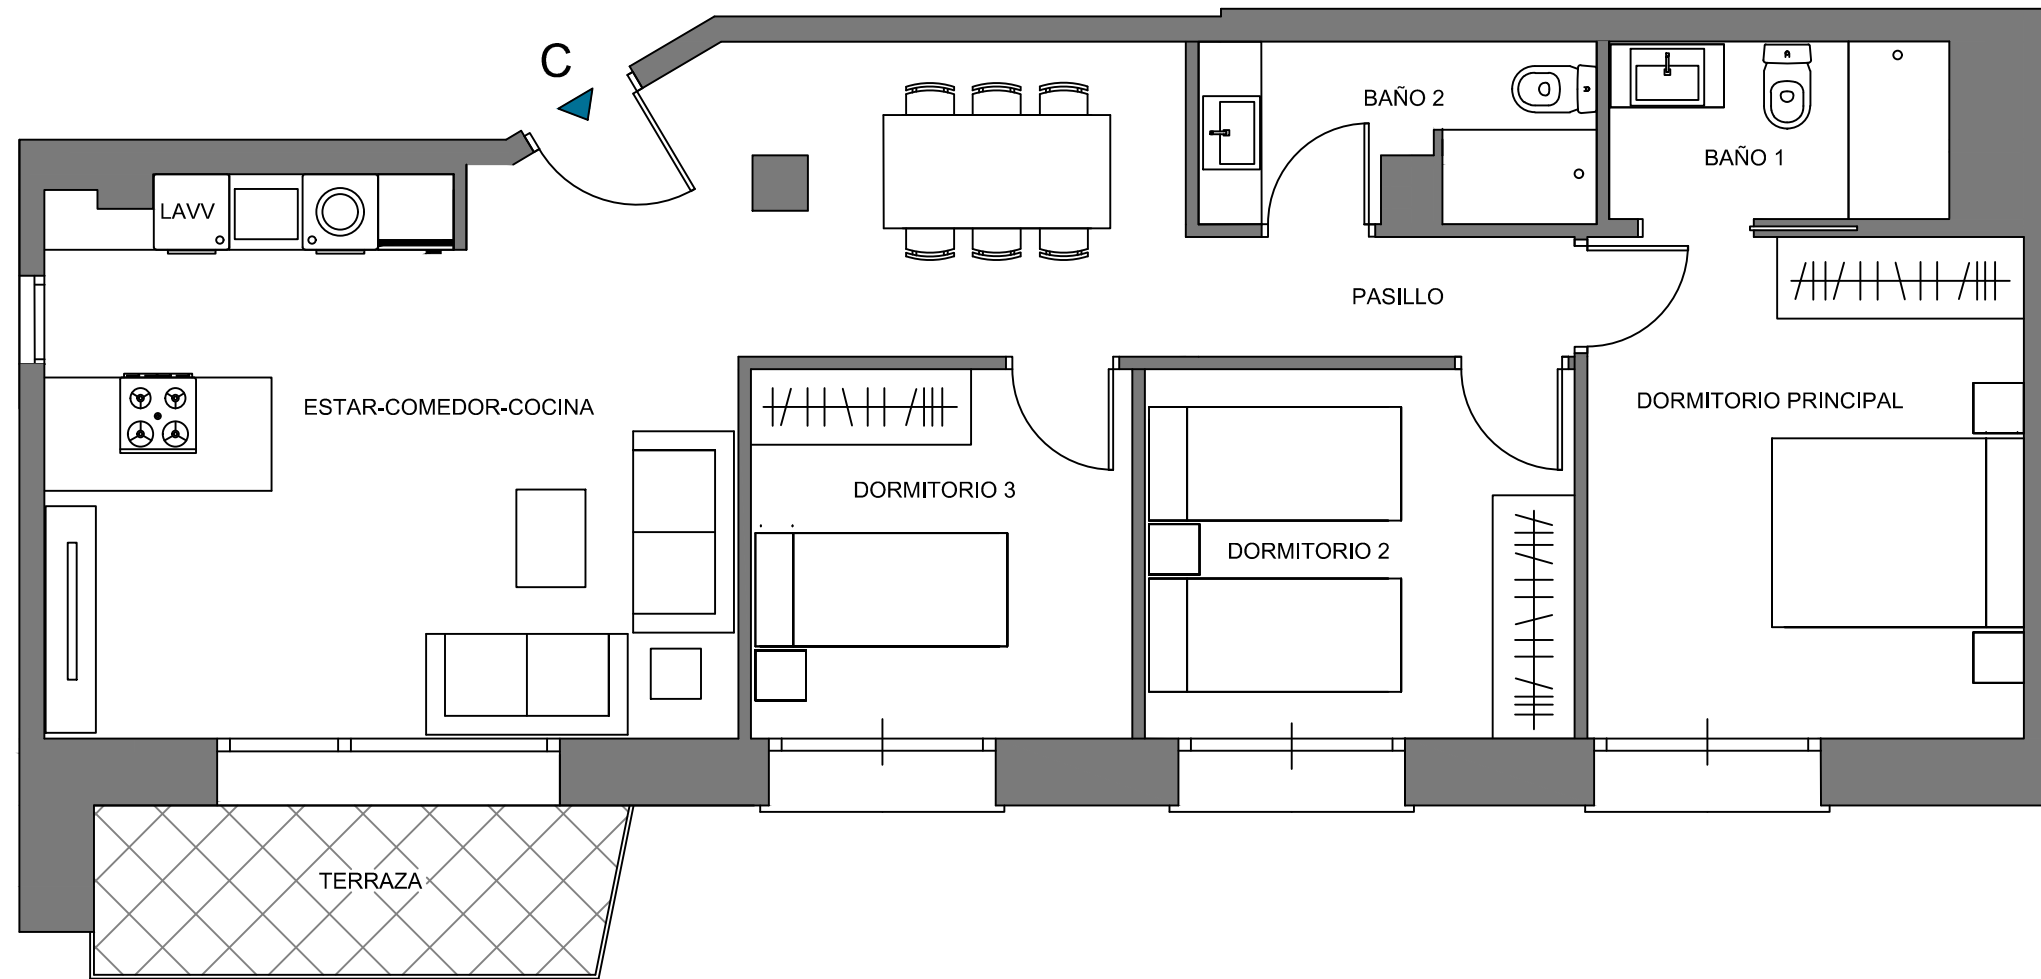 C
BAÑO 2
BAÑO 1
LAVV
PASILLO
ESTAR-COMEDOR-COCINA
DORMITORIO PRINCIPAL
DORMITORIO 3
DORMITORIO 2
TERRAZA